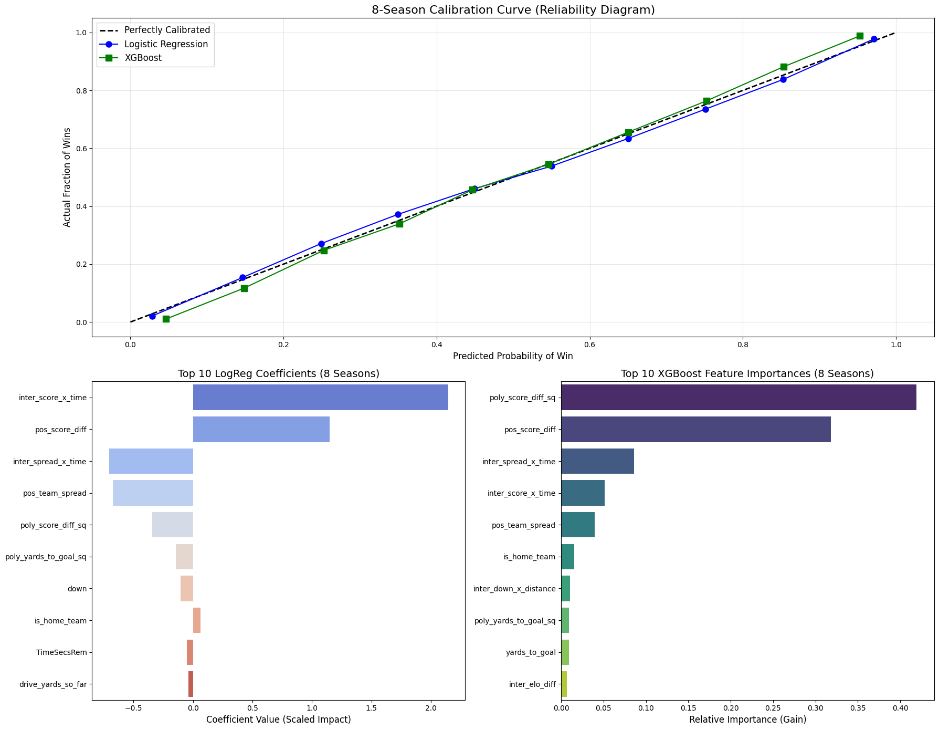 8-Season Calibration Curve (Reliability Diagram)
Perfectly Calibrated
Logistic Regression
XGBoost
1.0
0.8
0.6
0.4
0.2
0.0
Actual Fraction of Wins
0.0 0.2 0.4 0.6 0.8 1.0
Predicted Probability of Win
Top 10 LogReg Coefficients (8 Seasons)
inter_score_x_time
pos_score_diff
inter_spread_x_time
pos_team_spread
poly_score_diff_sq
poly_yards_to_goal_sq
down
is_home_team
TimeSecsRem
drive_yards_so_far
−0.5 0.0 0.5 1.0 1.5 2.0
Coefficient Value (Scaled Impact)
Top 10 XGBoost Feature Importances (8 Seasons)
poly_score_diff_sq
pos_score_diff
inter_spread_x_time
inter_score_x_time
pos_team_spread
is_home_team
inter_down_x_distance
poly_yards_to_goal_sq
yards_to_goal
inter_elo_diff
0.00 0.05 0.10 0.15 0.20 0.25 0.30 0.35 0.40
Relative Importance (Gain)